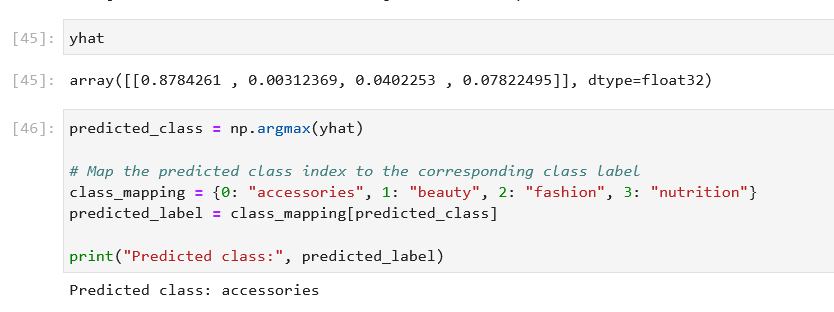 [45]: yhat
[45]: array([[0.8784261 , 0.00312369, 0.0402253 , 0.07822495]], dtype=float32)
[46]: predicted_class = np.argmax(yhat)
# Map the predicted class index to the corresponding class label
class_mapping = {0: "accessories", 1: "beauty", 2: "fashion", 3: "nutrition"}
predicted_label = class_mapping[predicted_class]
print("Predicted class:", predicted_label)
Predicted class: accessories